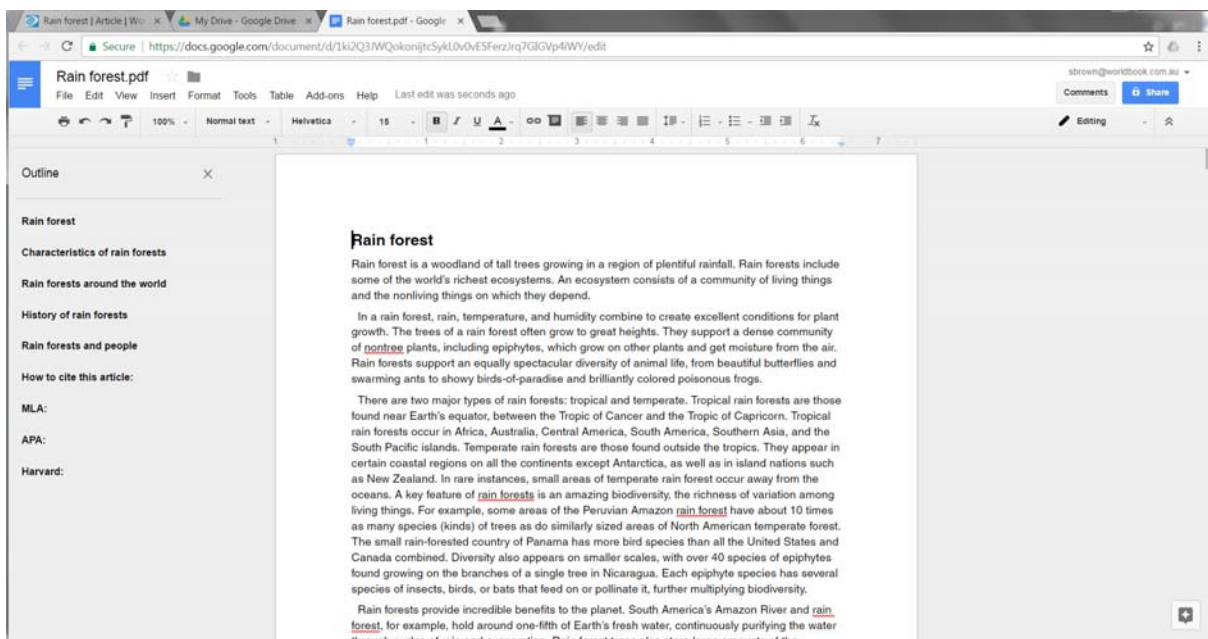 Rain forest | Article | Wo
My Drive - Google Drive
Rain forest.pdf - Google
Secure | https://docs.google.com/document/d/1ki2Q3JWQokonijtcSykL0v0vE5FerzJrq7GIGVp4iWY/edit
Rain forest.pdf
sbrown@worldbook.com.au
File Edit View Insert Format Tools Table Add-ons Help Last edit was seconds ago
Comments Share
100% Normal text Helvetica 15 B I U A Editing
1 1 2 3 4 5 6 7
Outline
Rain forest
Characteristics of rain forests
Rain forests around the world
History of rain forests
Rain forests and people
How to cite this article:
MLA:
APA:
Harvard:
Rain forest
Rain forest is a woodland of tall trees growing in a region of plentiful rainfall. Rain forests include
some of the world's richest ecosystems. An ecosystem consists of a community of living things
and the nonliving things on which they depend.
In a rain forest, rain, temperature, and humidity combine to create excellent conditions for plant
growth. The trees of a rain forest often grow to great heights. They support a dense community
of nontree plants, including epiphytes, which grow on other plants and get moisture from the air.
Rain forests support an equally spectacular diversity of animal life, from beautiful butterflies and
swarming ants to showy birds-of-paradise and brilliantly colored poisonous frogs.
There are two major types of rain forests: tropical and temperate. Tropical rain forests are those
found near Earth's equator, between the Tropic of Cancer and the Tropic of Capricorn. Tropical
rain forests occur in Africa, Australia, Central America, South America, Southern Asia, and the
South Pacific islands. Temperate rain forests are those found outside the tropics. They appear in
certain coastal regions on all the continents except Antarctica, as well as in island nations such
as New Zealand. In rare instances, small areas of temperate rain forest occur away from the
oceans. A key feature of rain forests is an amazing biodiversity, the richness of variation among
living things. For example, some areas of the Peruvian Amazon rain forest have about 10 times
as many species (kinds) of trees as do similarly sized areas of North American temperate forest.
The small rain-forested country of Panama has more bird species than all the United States and
Canada combined. Diversity also appears on smaller scales, with over 40 species of epiphytes
found growing on the branches of a single tree in Nicaragua. Each epiphyte species has several
species of insects, birds, or bats that feed on or pollinate it, further multiplying biodiversity.
Rain forests provide incredible benefits to the planet. South America's Amazon River and rain
forest, for example, hold around one-fifth of Earth's fresh water, continuously purifying the water